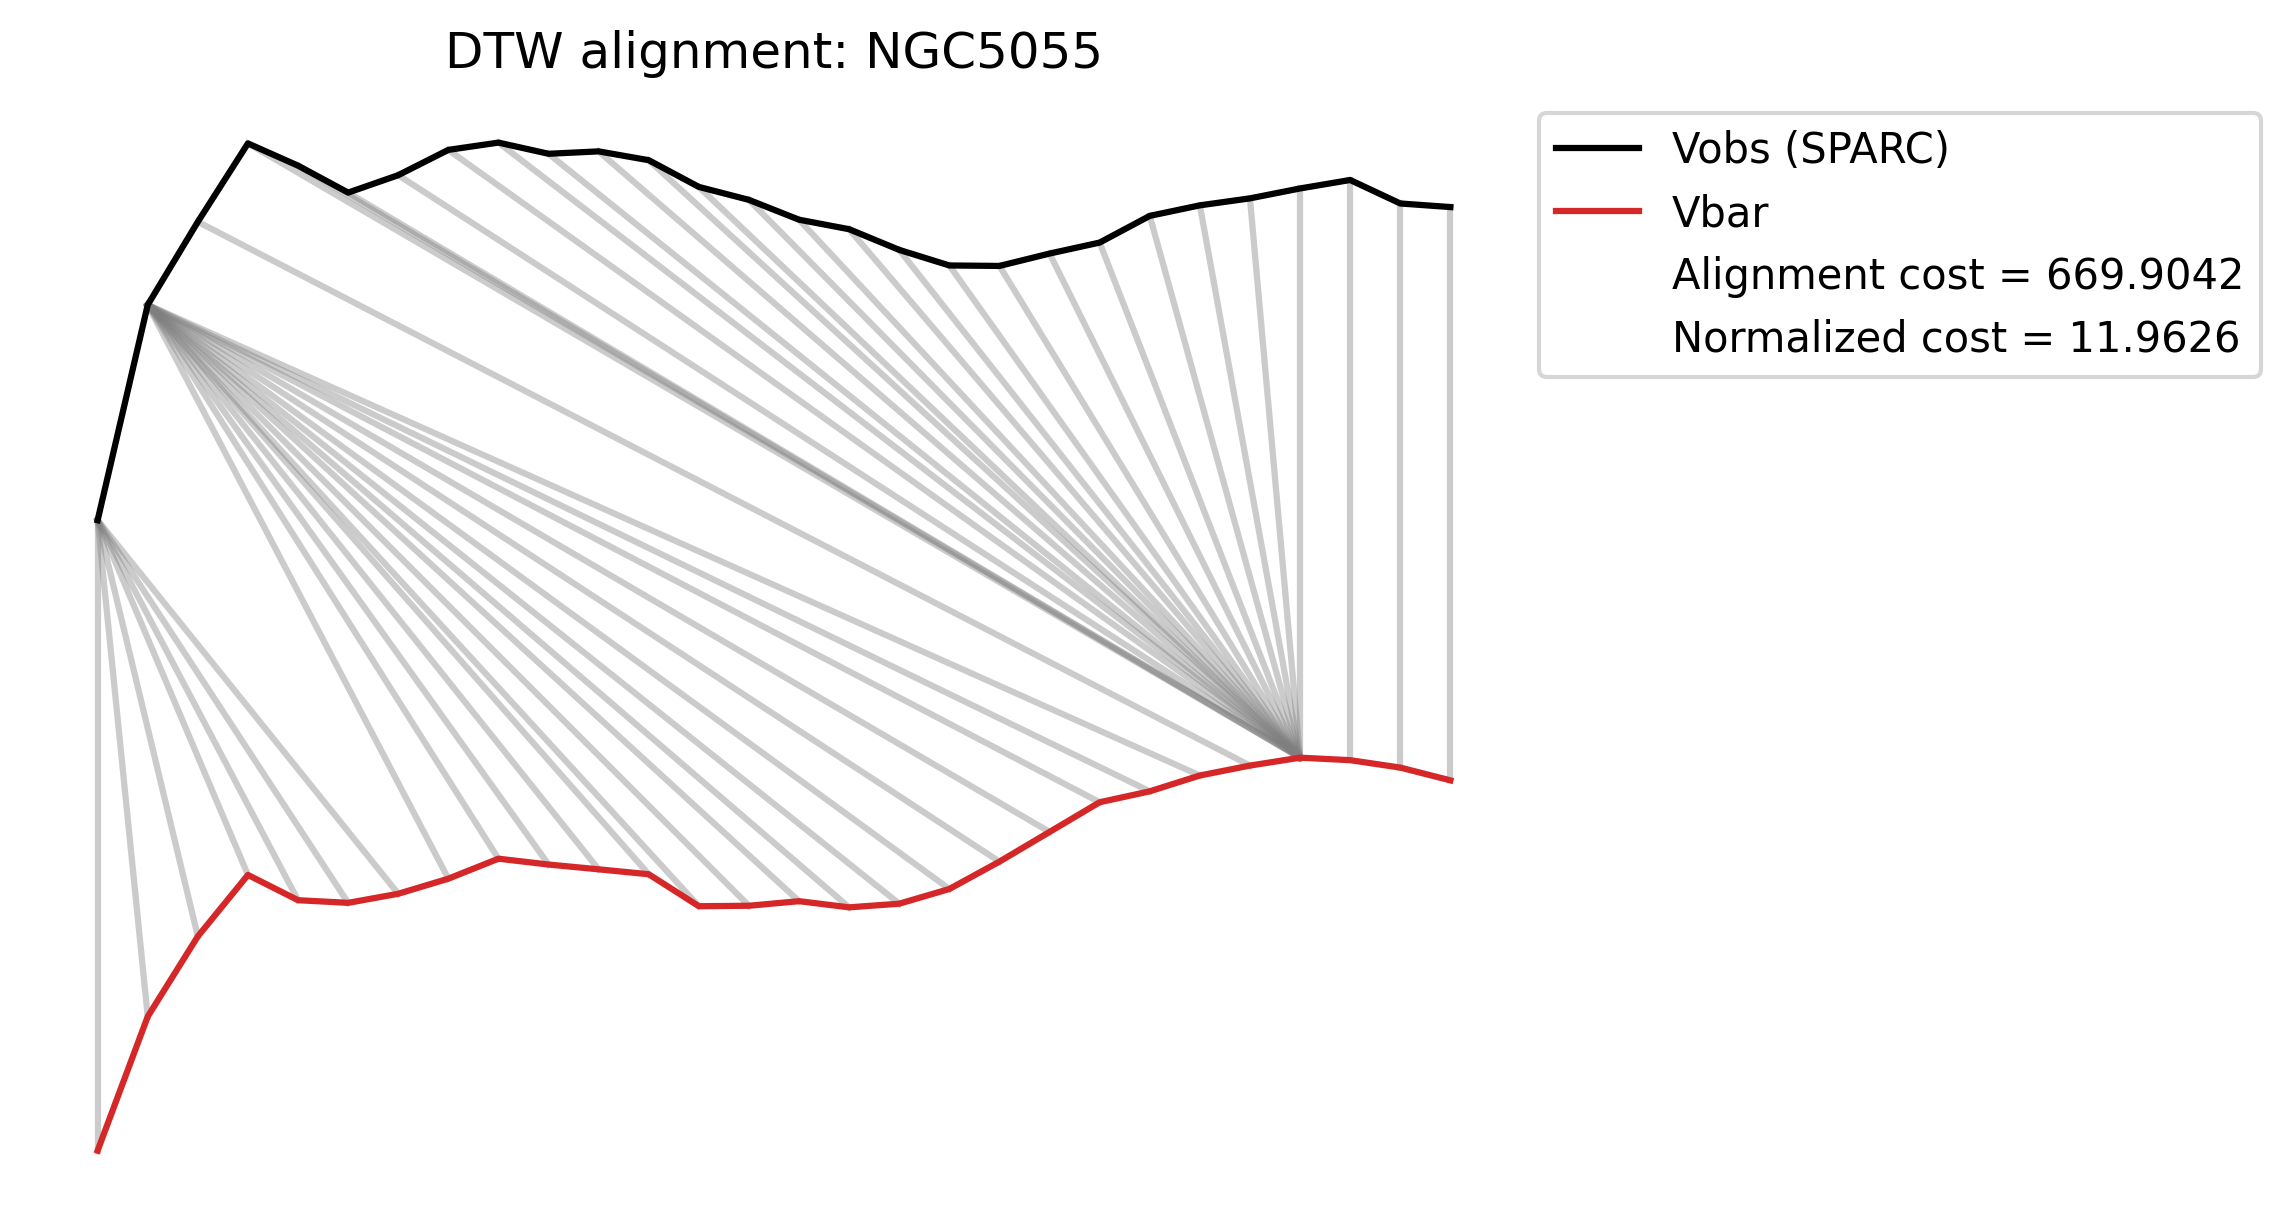 DTW alignment: NGC5055
Vobs (SPARC)
Vbar
Alignment cost = 669.9042
Normalized cost = 11.9626